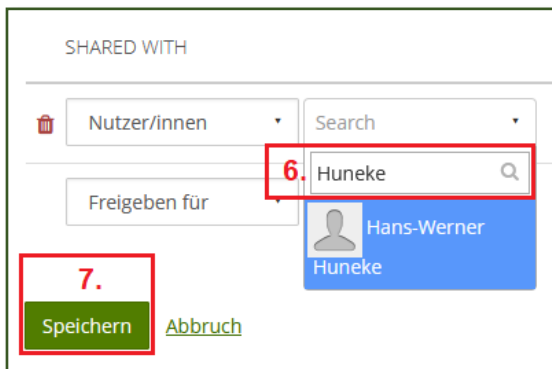 SHARED WITH
Nutzer/innen
Search
6.
Huneke
Freigeben für
Hans-Werner
Huneke
7.
Speichern
Abbruch